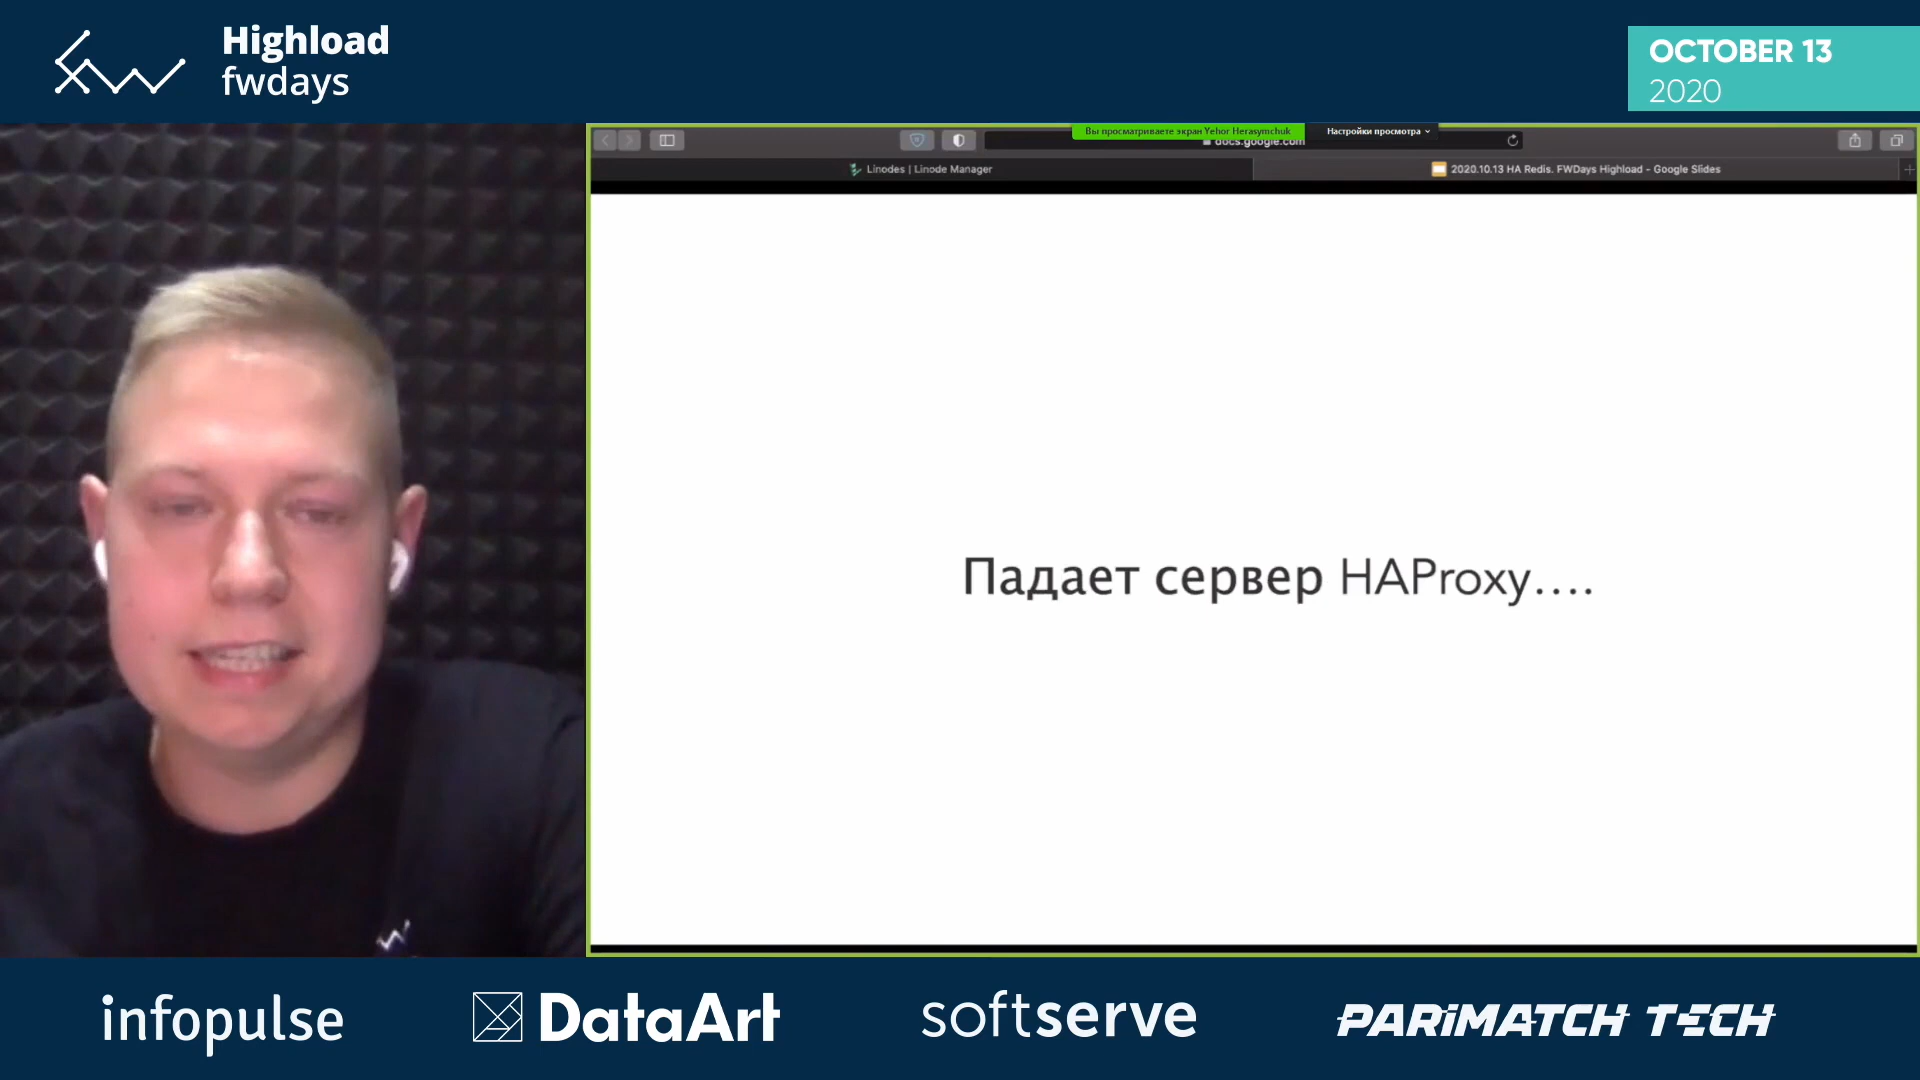 Highload
fwdays
OCTOBER 13
2020
Вы просматриваете экран Yehor Herasymchuk
Настройки просмотра
docs.google.com
Linodes | Linode Manager
2020.10.13 HA Redis. FWDays Highload - Google Slides
Падает сервер HAProxy....
infopulse
DataArt
softserve
PARIMATCH TECH